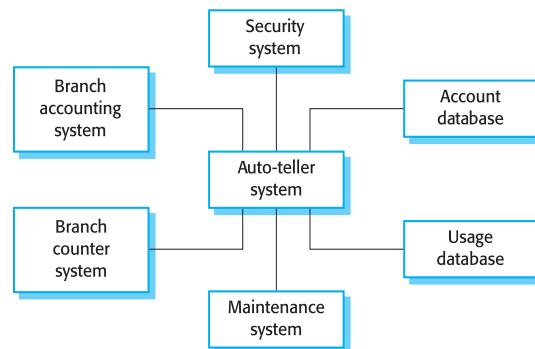 Security
system
Branch
accounting
system
Account
database
Auto-teller
system
Branch
counter
system
Usage
database
Maintenance
system